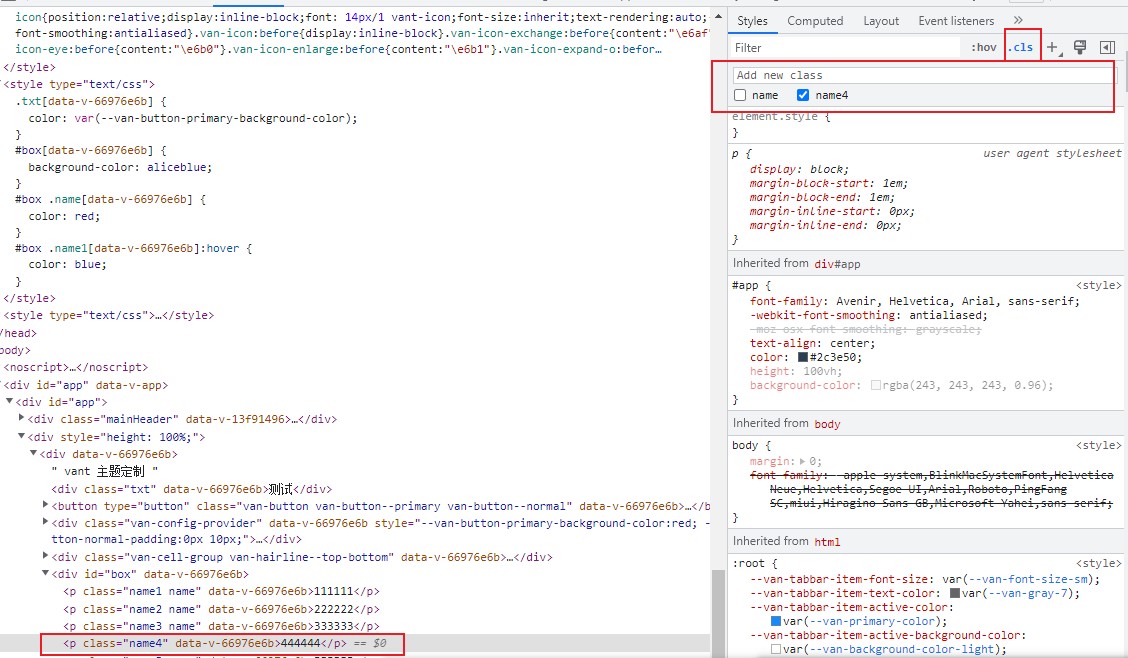 icon{position:relative;display:inline-block;font: 14px/1 vant-icon;font-size:inherit;text-rendering:auto;
font-smoothing:antialiased}.van-icon:before{display:inline-block}.van-icon-exchange:before{content:"\e6af"
icon-eye:before{content:"\e6b0"}.van-icon-enlarge:before{content:"\e6b1"}.van-icon-expand-o:befor…
</style>
<style type="text/css">
.txt[data-v-66976e6b] {
color: var(--van-button-primary-background-color);
}
#box[data-v-66976e6b] {
background-color: aliceblue;
}
#box .name[data-v-66976e6b] {
color: red;
}
#box .name1[data-v-66976e6b]:hover {
color: blue;
}
</style>
<style type="text/css">…</style>
/head>
body>
<noscript>…</noscript>
<div id="app" data-v-app>
<div id="app">
<div class="mainHeader" data-v-13f91496>…</div>
<div style="height: 100%;">
<div data-v-66976e6b>
" vant 主题定制 "
<div class="txt" data-v-66976e6b>测试</div>
<button type="button" class="van-button van-button--primary van-button--normal" data-v-66976e6b>…</b
<div class="van-config-provider" data-v-66976e6b style="--van-button-primary-background-color:red; -
tton-normal-padding:0px 10px;">…</div>
<div class="van-cell-group van-hairline--top-bottom" data-v-66976e6b>…</div>
<div id="box" data-v-66976e6b>
<p class="name1 name" data-v-66976e6b>111111</p>
<p class="name2 name" data-v-66976e6b>222222</p>
<p class="name3 name" data-v-66976e6b>333333</p>
<p class="name4" data-v-66976e6b>444444</p> == $0
Styles Computed Layout Event listeners »
Filter :hov .cls +
Add new class
name name4
element.style {
}
p { user agent stylesheet
display: block;
margin-block-start: 1em;
margin-block-end: 1em;
margin-inline-start: 0px;
margin-inline-end: 0px;
}
Inherited from div#app
#app { <style>
font-family: Avenir, Helvetica, Arial, sans-serif;
-webkit-font-smoothing: antialiased;
-moz-osx-font-smoothing: grayscale;
text-align: center;
color: #2c3e50;
height: 100vh;
background-color: rgba(243, 243, 243, 0.96);
}
Inherited from body
body { <style>
margin: 0;
font-family: -apple-system,BlinkMacSystemFont,Helvetica
Neue,Helvetica,Segoe UI,Arial,Roboto,PingFang
SC,miui,Hiragino Sans GB,Microsoft Yahei,sans-serif;
}
Inherited from html
:root { <style>
--van-tabbar-item-font-size: var(--van-font-size-sm);
--van-tabbar-item-text-color: var(--van-gray-7);
--van-tabbar-item-active-color:
var(--van-primary-color);
--van-tabbar-item-active-background-color:
var(--van-background-color-light);